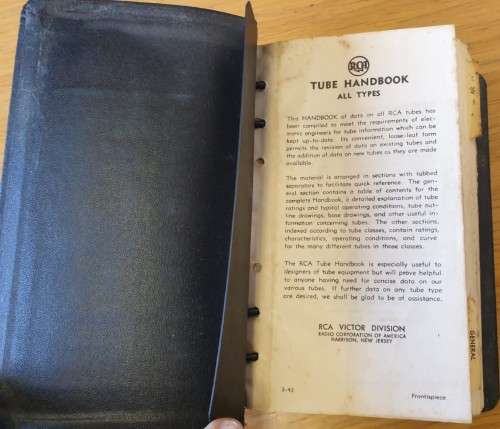 RCA
TUBE HANDBOOK
ALL TYPES
This HANDBOOK of data on all RCA tubes has
been compiled to meet the requirements of elec-
tronic engineers for tube information which can be
kept up-to-date. Its convenient, loose-leaf form
permits the revision of data on existing tubes and
the addition of data on new tubes as they are made
available.
The material is arranged in sections with tabbed
separators to facilitate quick reference. The gen-
eral section contains a table of contents for the
complete Handbook, a detailed explanation of tube
ratings and typical operating conditions, tube out-
line drawings, base drawings, and other useful in-
formation concerning tubes. The other sections,
indexed according to tube classes, contain ratings,
characteristics, operating conditions, and curve
for the many different tubes in those classes.
The RCA Tube Handbook is especially useful to
designers of tube equipment but will prove helpful
to anyone having need for concise data on our
various tubes. If further data on any tube type
are desired, we shall be glad to be of assistance.
RCA VICTOR DIVISION
RADIO CORPORATION OF AMERICA
HARRISON, NEW JERSEY
3-43
Frontispiece
GENERAL